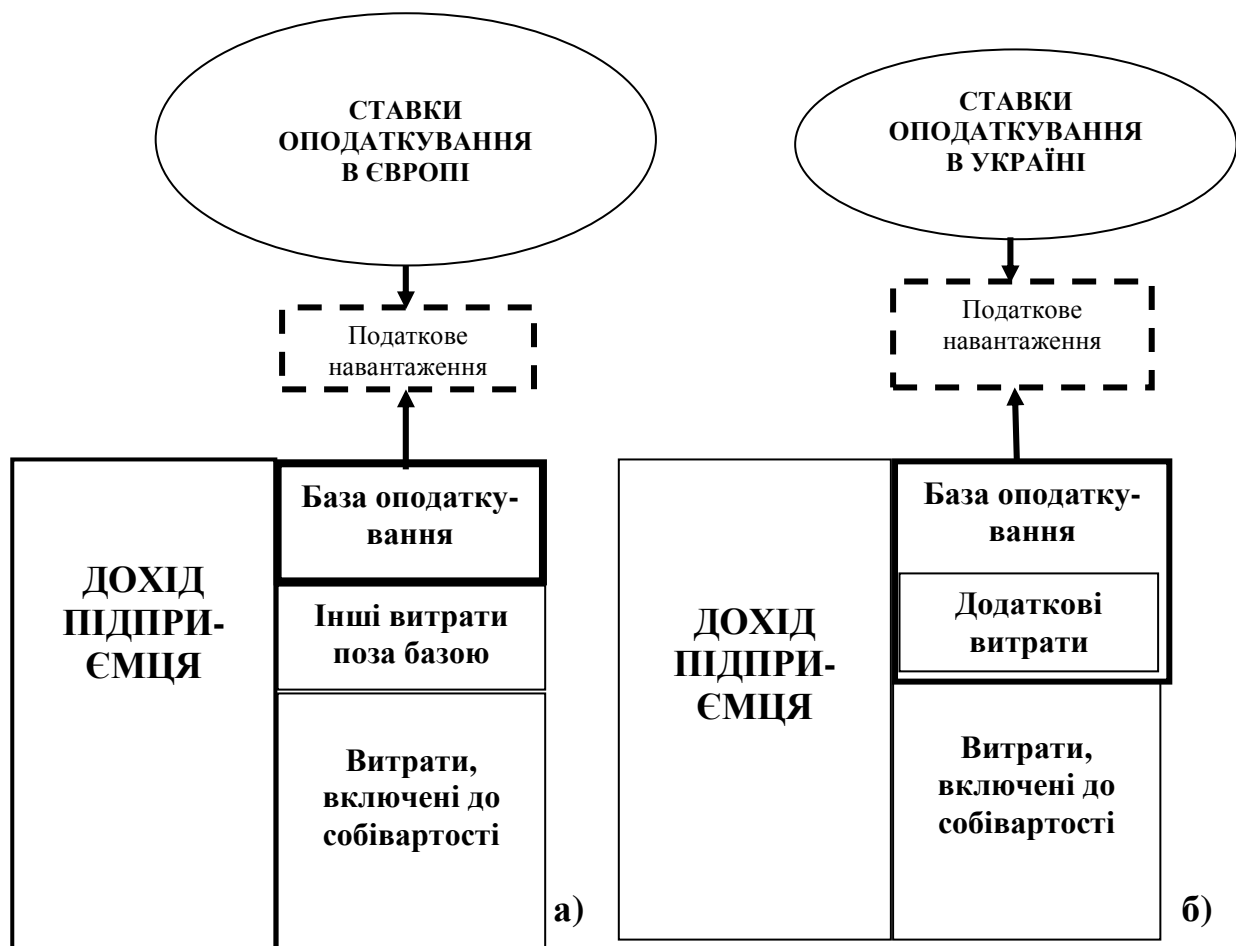 СТАВКИ
ОПОДАТКУВАННЯ
В ЄВРОПІ
Податкове
навантаження
База оподатку-
вання
ДОХІД
ПІДПРИ-
ЄМЦЯ
Інші витрати
поза базою
Витрати,
включені до
собівартості
а)
СТАВКИ
ОПОДАТКУВАННЯ
В УКРАЇНІ
Податкове
навантаження
База оподатку-
вання
ДОХІД
ПІДПРИ-
ЄМЦЯ
Додаткові
витрати
Витрати,
включені до
собівартості
б)